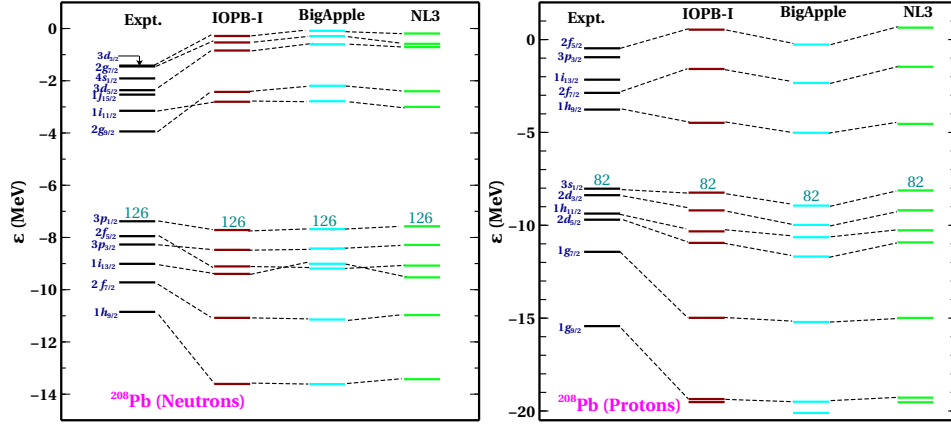 Expt. IOPB-I BigApple NL3
0
−2
−4
−6
−8
−10
−12
−14
ε (MeV)
3d3/2
2g7/2
4s1/2
3d5/2
1j15/2
1i11/2
2g9/2
3p1/2
2f5/2
3p3/2
1i13/2
2f7/2
1h9/2
126 126 126 126
208Pb (Neutrons)
Expt. IOPB-I BigApple NL3
0
−5
−10
−15
−20
ε (MeV)
2f5/2
3p3/2
1i13/2
2f7/2
1h9/2
3s1/2
2d3/2
1h11/2
2d5/2
1g7/2
1g9/2
82 82 82 82
208Pb (Protons)